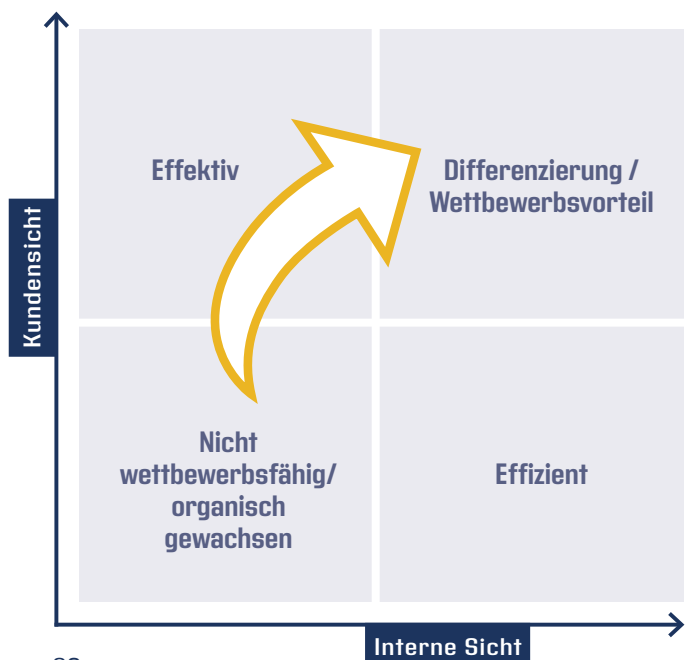 Effektiv
Differenzierung /
Wettbewerbsvorteil
Kundensicht
Nicht
wettbewerbsfähig/
organisch
gewachsen
Effizient
Interne Sicht